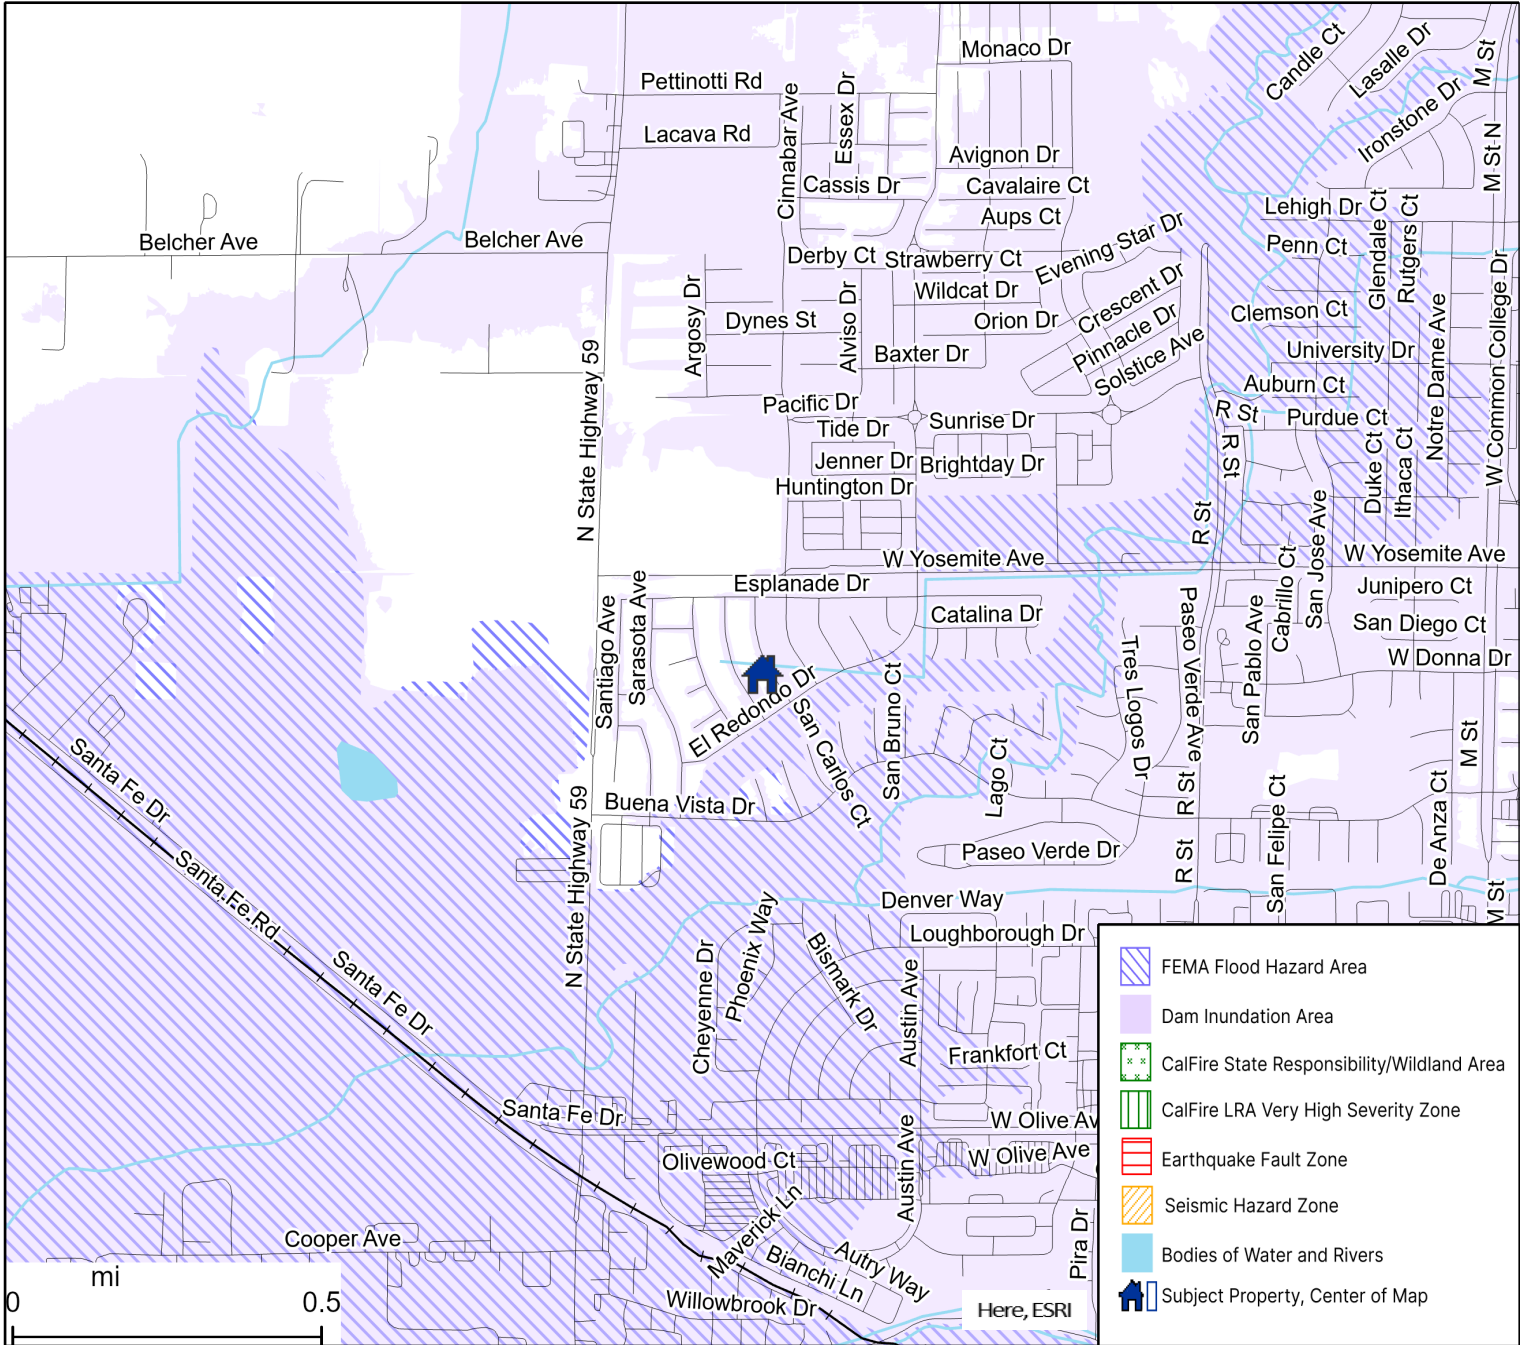 Monaco Dr
Candle Ct
Lasalle Dr
M St
Pettinotti Rd
Cinnabar Ave
Essex Dr
Ironstone Dr
Lacava Rd
Avignon Dr
M St-N
Cassis Dr
Cavalaire Ct
Aups Ct
Lehigh Dr
Glendale Ct
Rutgers Ct
Belcher Ave
Belcher Ave
Derby Ct
Strawberry Ct
Evening Star Dr
Penn Ct
Wildcat Dr
Crescent Dr
Argosy Dr
Dynes St
Alviso Dr
Orion Dr
Pinnacle Dr
Clemson Ct
Notre Dame Ave
W Common College Dr
Baxter Dr
Solstice Ave
University Dr
N State Highway 59
Auburn Ct
Pacific Dr
Sunrise Dr
R St
Purdue Ct
Tide Dr
R St
Jenner Dr
Brightday Dr
Duke Ct
Ithaca Ct
Huntington Dr
R St
San Jose Ave
W Yosemite Ave
W Yosemite Ave
Esplanade Dr
Cabrillo Ct
Junipero Ct
Santiago Ave
Sarasota Ave
Catalina Dr
Paseo Verde Ave
San Pablo Ave
San Diego Ct
Tres Logos Dr
W Donna Dr
El Redondo Dr
San Carlos Ct
San Bruno Ct
Lago Ct
M St
Santa Fe Dr
Buena Vista Dr
R St
San Felipe Ct
De Anza Ct
Santa Fe Rd
N State Highway 59
Paseo Verde Dr
R St
Denver Way
M St
Loughborough Dr
Santa Fe Dr
Cheyenne Dr
Phoenix Way
Bismark Dr
Austin Ave
Frankfort Ct
Santa Fe Dr
W Olive Av
Olivewood Ct
Austin Ave
W Olive Ave
Cooper Ave
Maverick Ln
Bianchi Ln
Autry Way
Pira Dr
Willowbrook Dr
mi
0 0.5
Here, ESRI
FEMA Flood Hazard Area
Dam Inundation Area
CalFire State Responsibility/Wildland Area
CalFire LRA Very High Severity Zone
Earthquake Fault Zone
Seismic Hazard Zone
Bodies of Water and Rivers
Subject Property, Center of Map